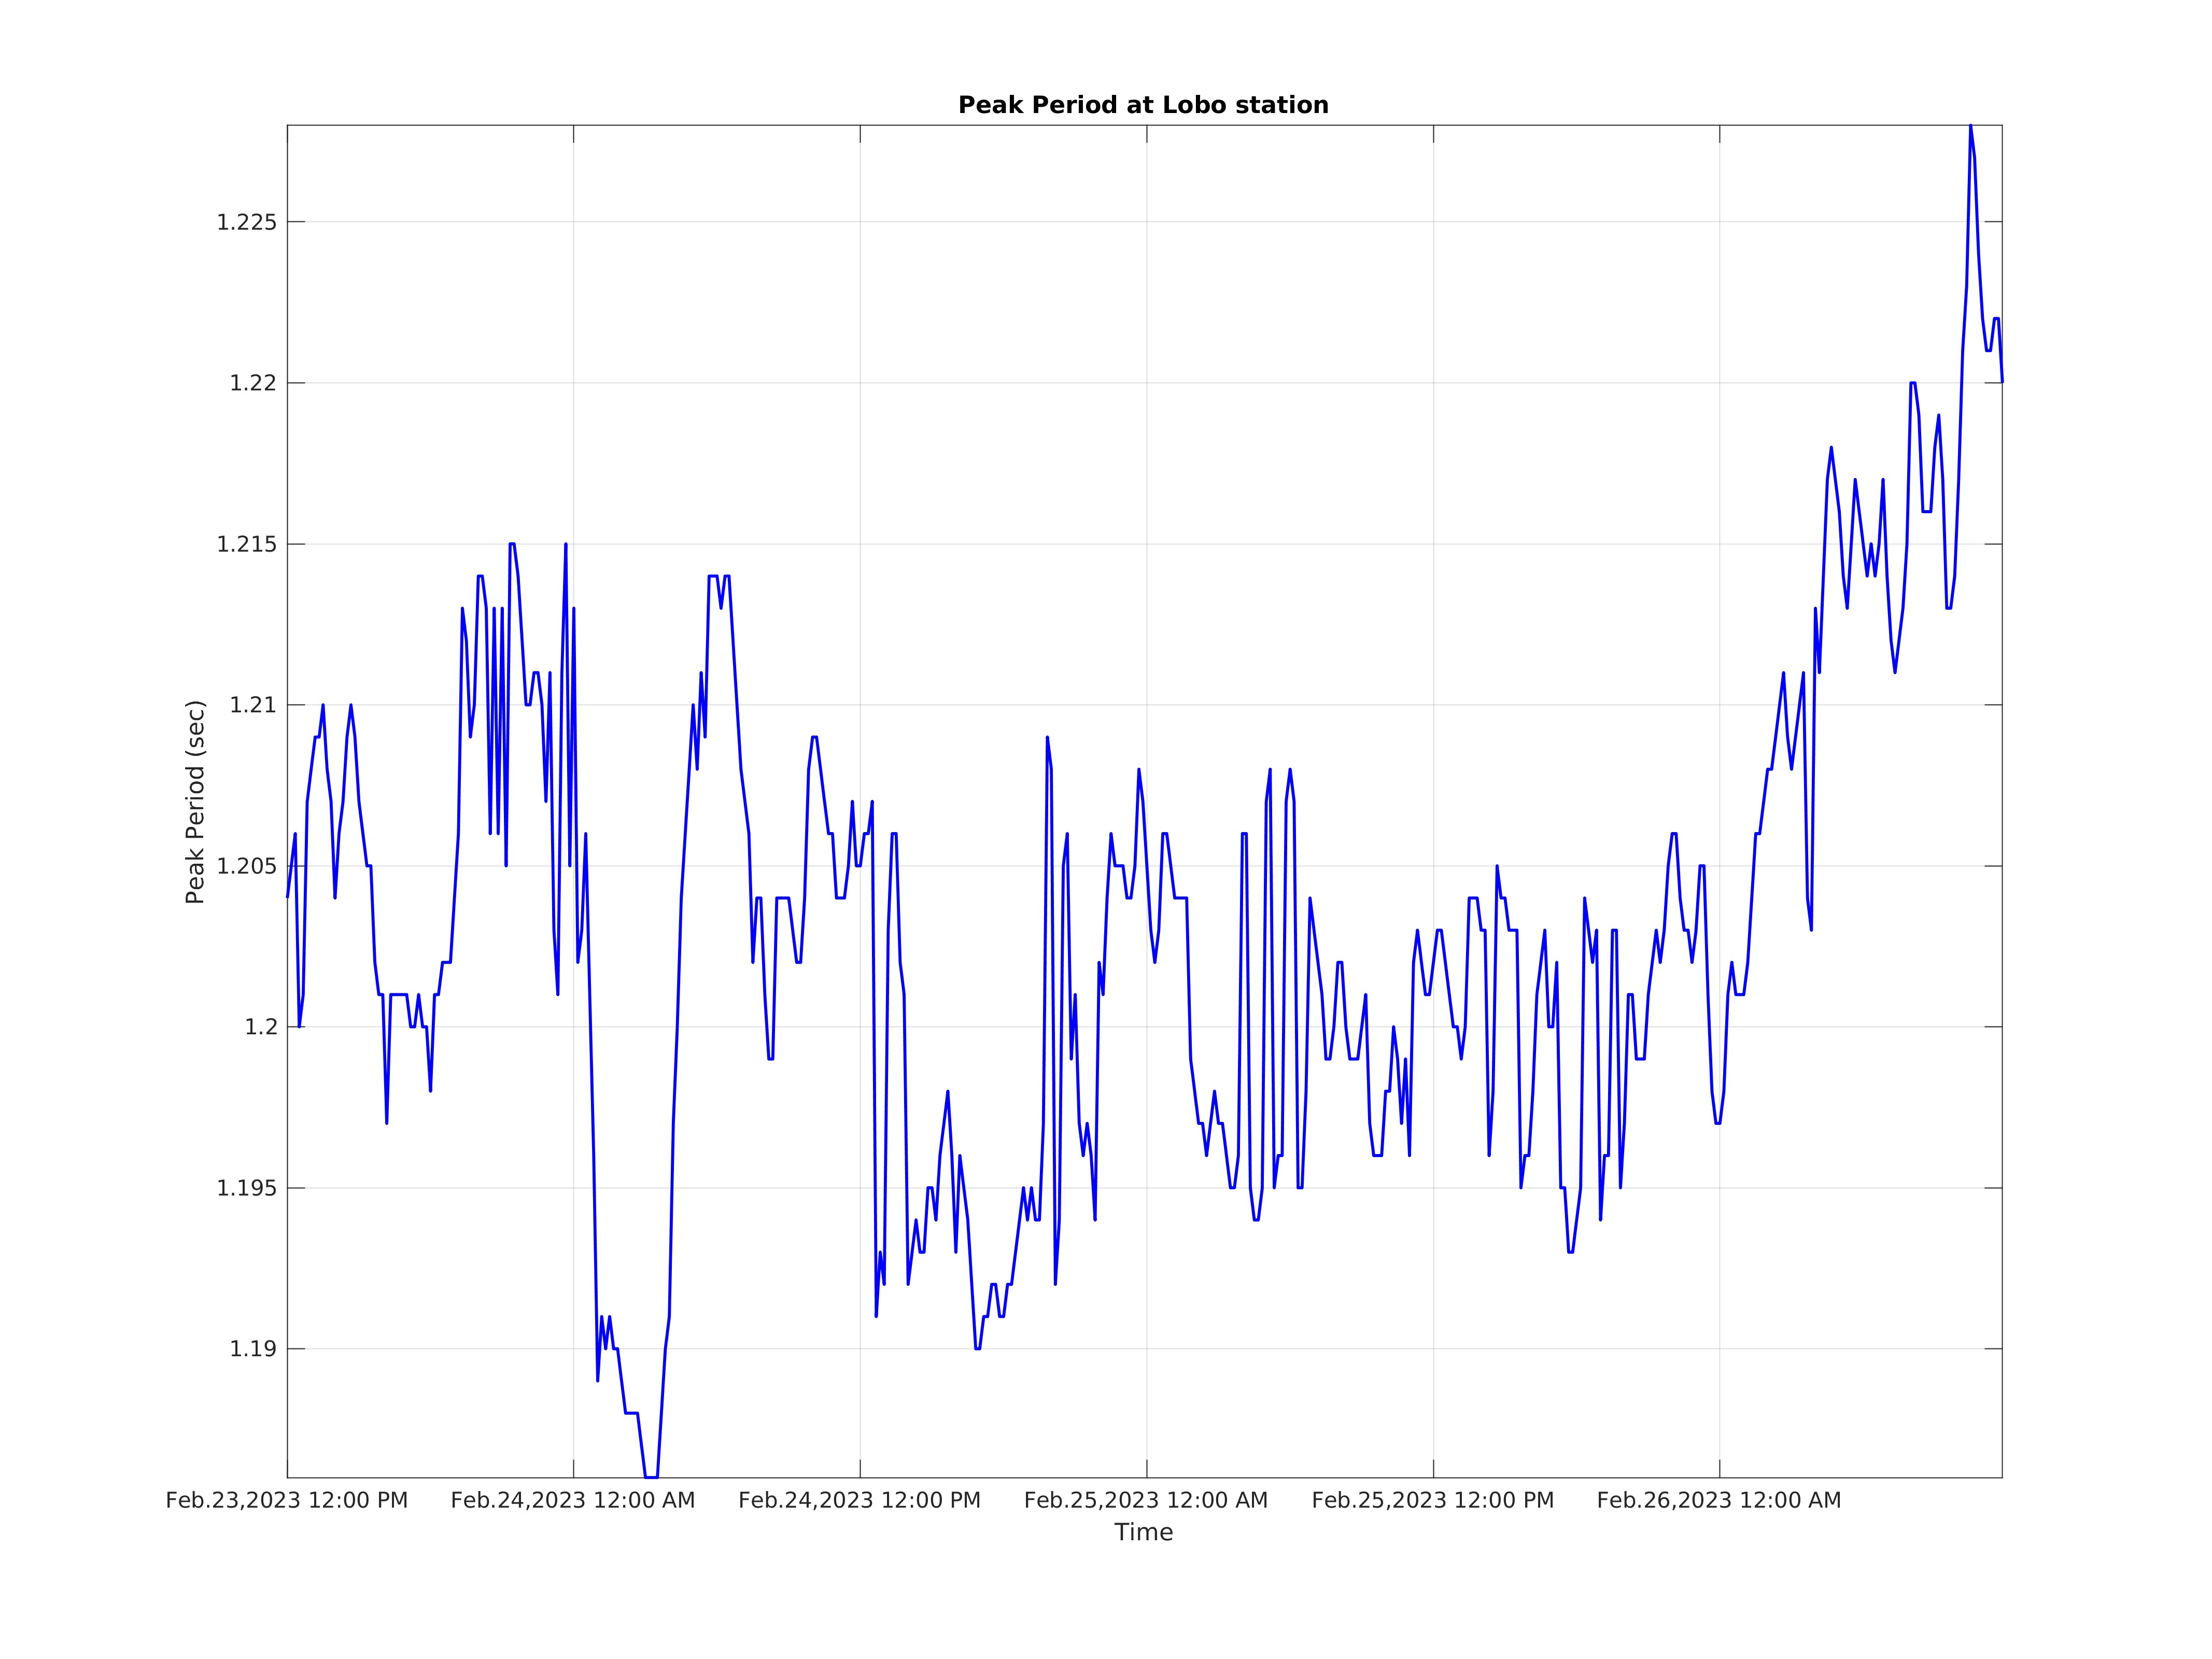 Peak Period at Lobo station
1.225
1.22
1.215
1.21
1.205
1.2
1.195
1.19
Peak Period (sec)
Feb.23,2023 12:00 PM Feb.24,2023 12:00 AM Feb.24,2023 12:00 PM Feb.25,2023 12:00 AM Feb.25,2023 12:00 PM Feb.26,2023 12:00 AM
Time